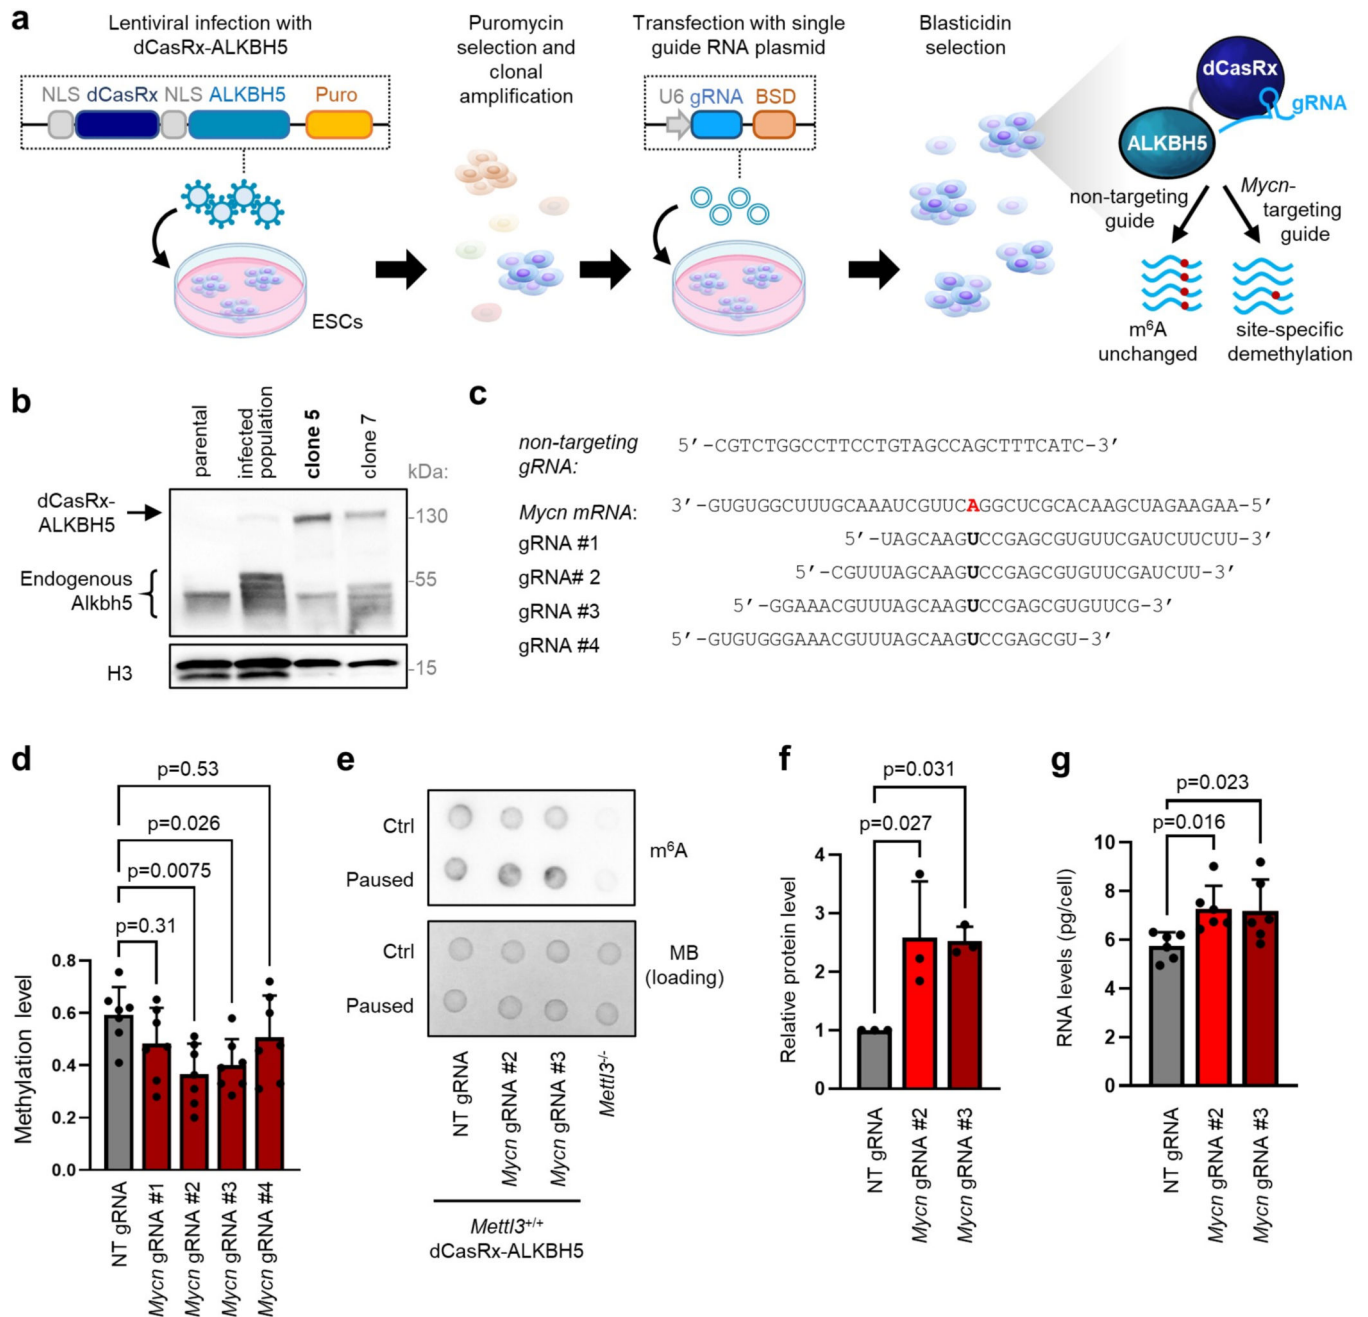 a
Lentiviral infection with
dCasRx-ALKBH5
NLS dCasRx NLS ALKBH5 Puro
ESCs
Puromycin
selection and
clonal
amplification
Transfection with single
guide RNA plasmid
U6 gRNA BSD
Blasticidin
selection
dCasRx
gRNA
ALKBH5
non-targeting
guide
Mycn-
targeting
guide
m⁶A
unchanged
site-specific
demethylation
b
parental
infected
population
clone 5
clone 7
kDa:
dCasRx-
ALKBH5
-130
Endogenous
Alkbh5
-55
H3
-15
c
non-targeting
gRNA:
5′-CGTCTGGCCTTCCTGTAGCCAGCTTTCATC-3′
Mycn mRNA:
3′-GUGUGGCUUUGCAAAUCGUUCAGGCUCGCACAAGCUAGAAGAA-5′
gRNA #1
5′-UAGCAAGUCCGAGCGUGUUCGAUCUUCUU-3′
gRNA# 2
5′-CGUUUAGCAAGUCCGAGCGUGUUCGAUCUU-3′
gRNA #3
5′-GGAAACGUUUAGCAAGUCCGAGCGUGUUCG-3′
gRNA #4
5′-GUGUGGGAAACGUUUAGCAAGUCCGAGCGU-3′
d
p=0.53
p=0.026
p=0.0075
p=0.31
Methylation level
0.8
0.6
0.4
0.2
0.0
NT gRNA
Mycn gRNA #1
Mycn gRNA #2
Mycn gRNA #3
Mycn gRNA #4
e
Ctrl
Paused
m⁶A
Ctrl
Paused
MB
(loading)
NT gRNA
Mycn gRNA #2
Mycn gRNA #3
Mettl3-/-
Mettl3+/+
dCasRx-ALKBH5
f
p=0.031
p=0.027
Relative protein level
4
3
2
1
0
NT gRNA
Mycn gRNA #2
Mycn gRNA #3
g
p=0.023
p=0.016
RNA levels (pg/cell)
10
8
6
4
2
0
NT gRNA
Mycn gRNA #2
Mycn gRNA #3